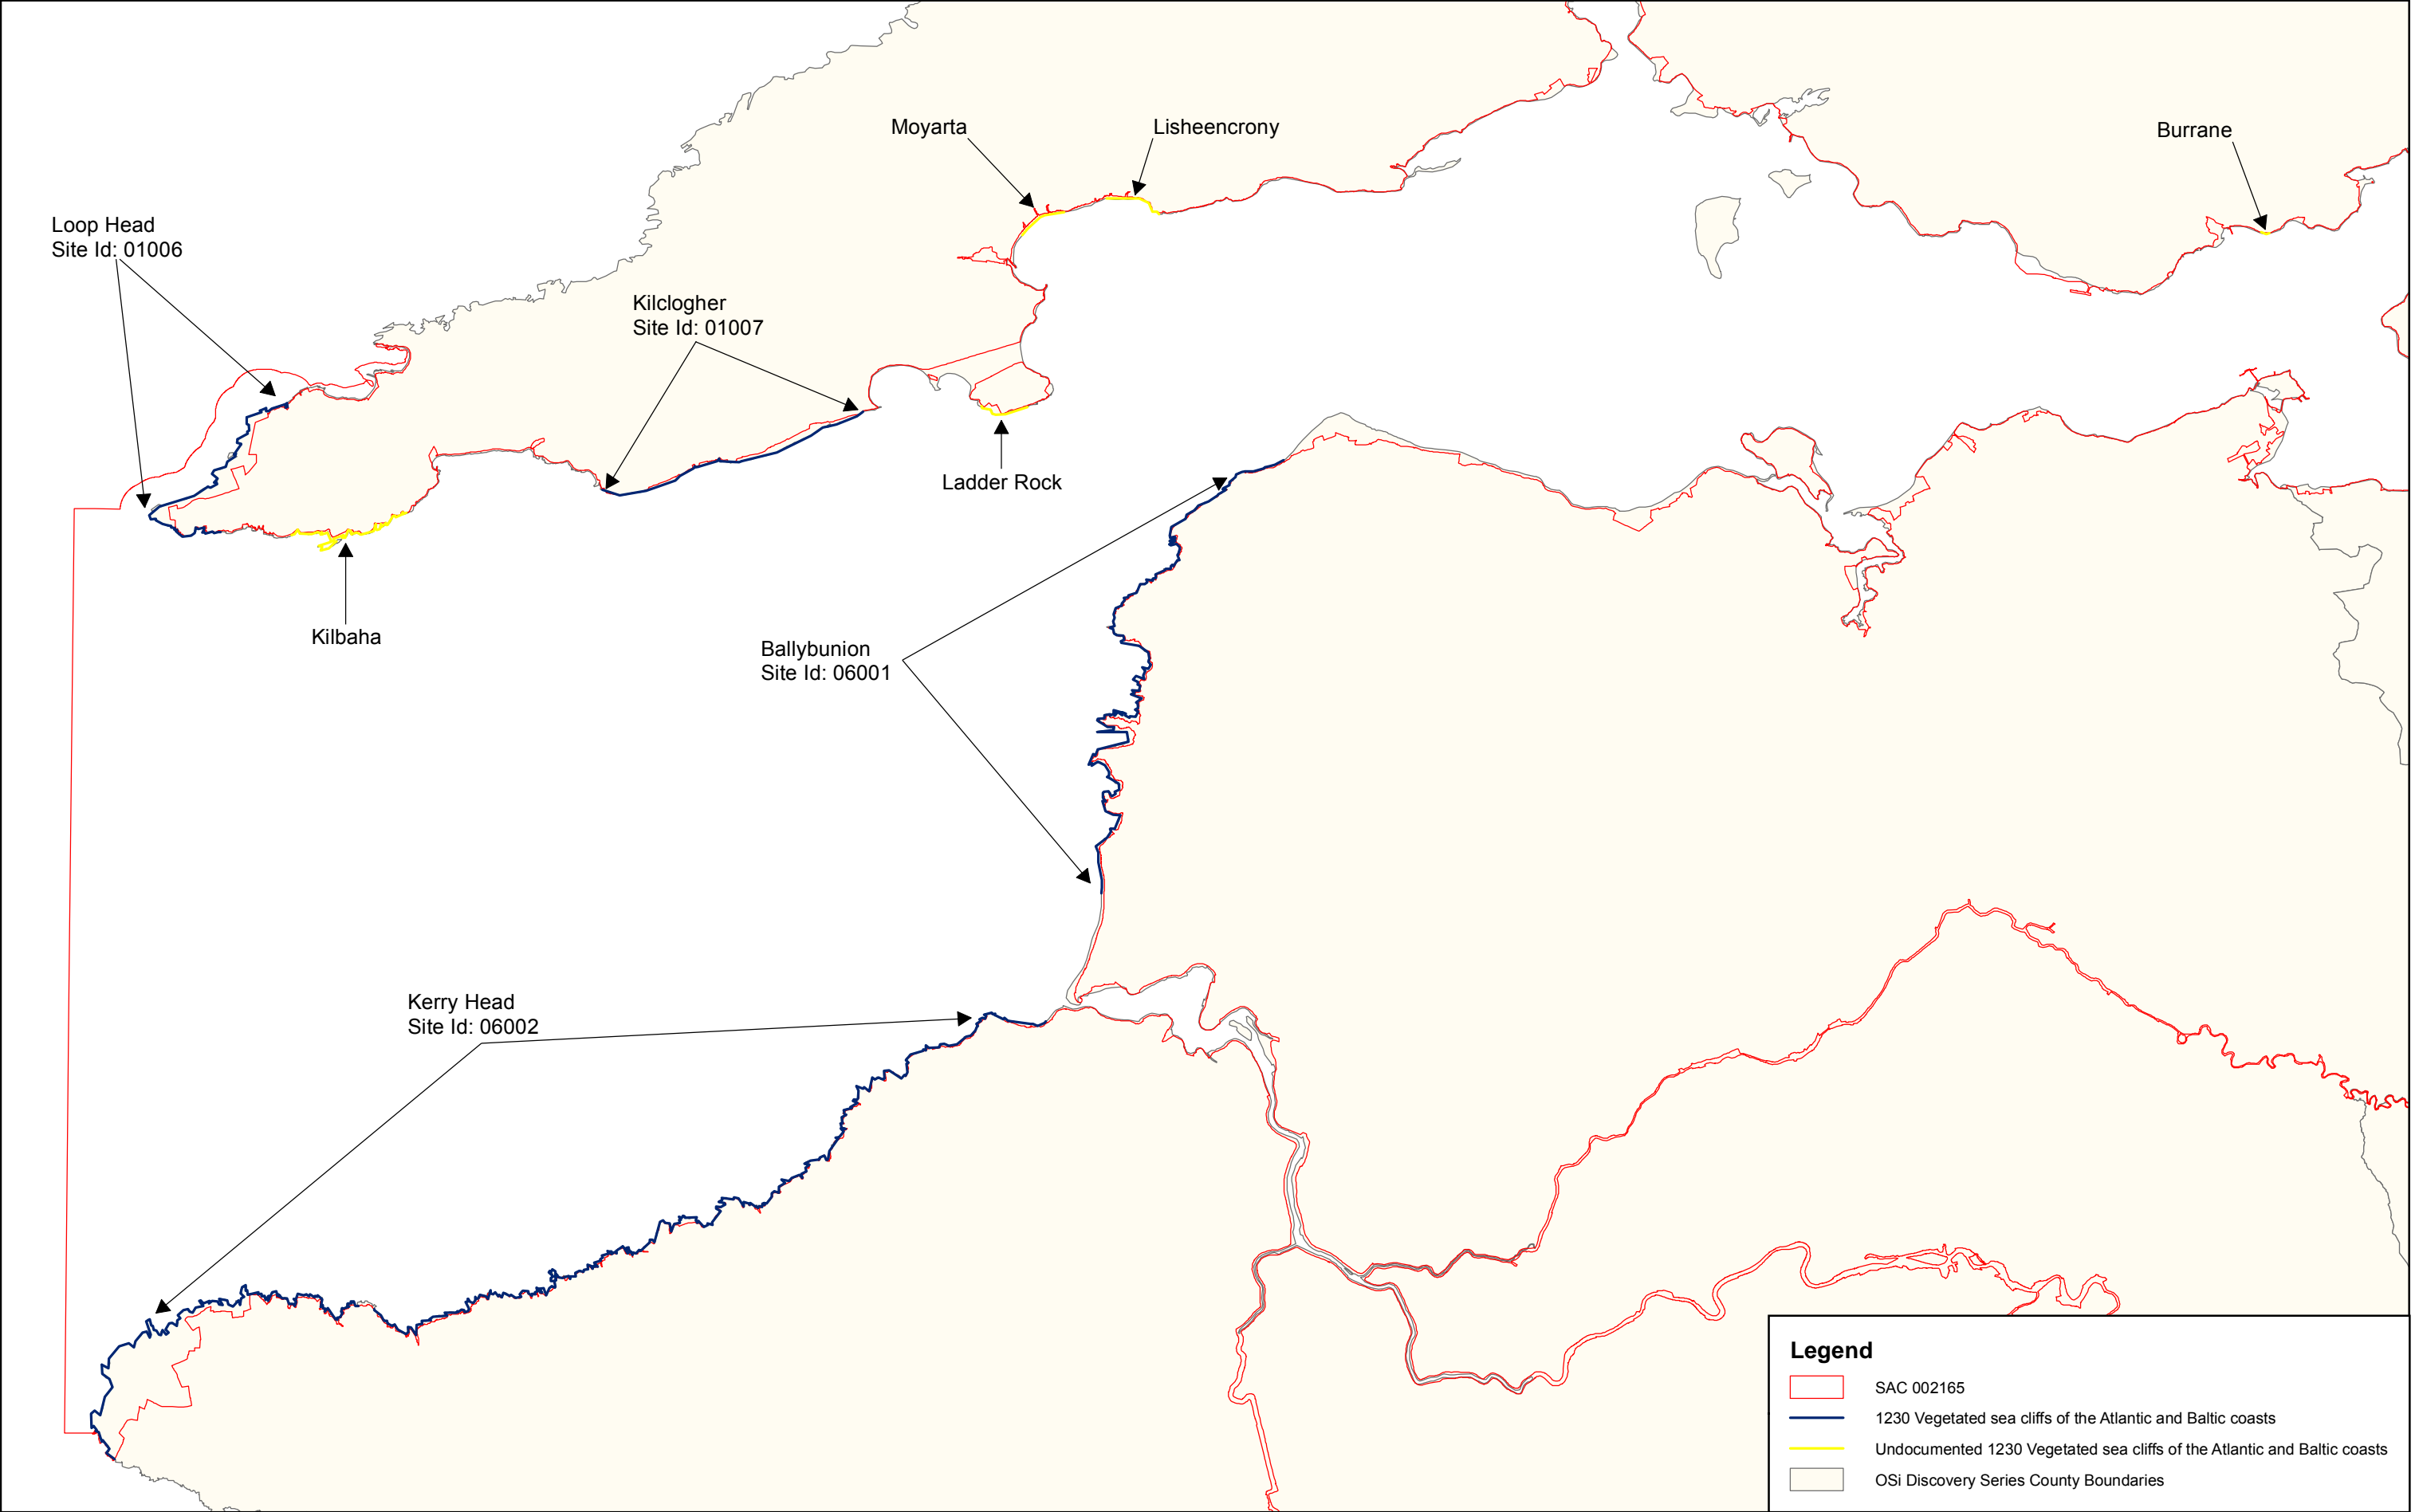 Moyarta
Lisheencrony
Burrane
Loop Head
Site Id: 01006
Kilclogher
Site Id: 01007
Ladder Rock
Kilbaha
Ballybunion
Site Id: 06001
Kerry Head
Site Id: 06002
Legend
SAC 002165
1230 Vegetated sea cliffs of the Atlantic and Baltic coasts
Undocumented 1230 Vegetated sea cliffs of the Atlantic and Baltic coasts
OSi Discovery Series County Boundaries